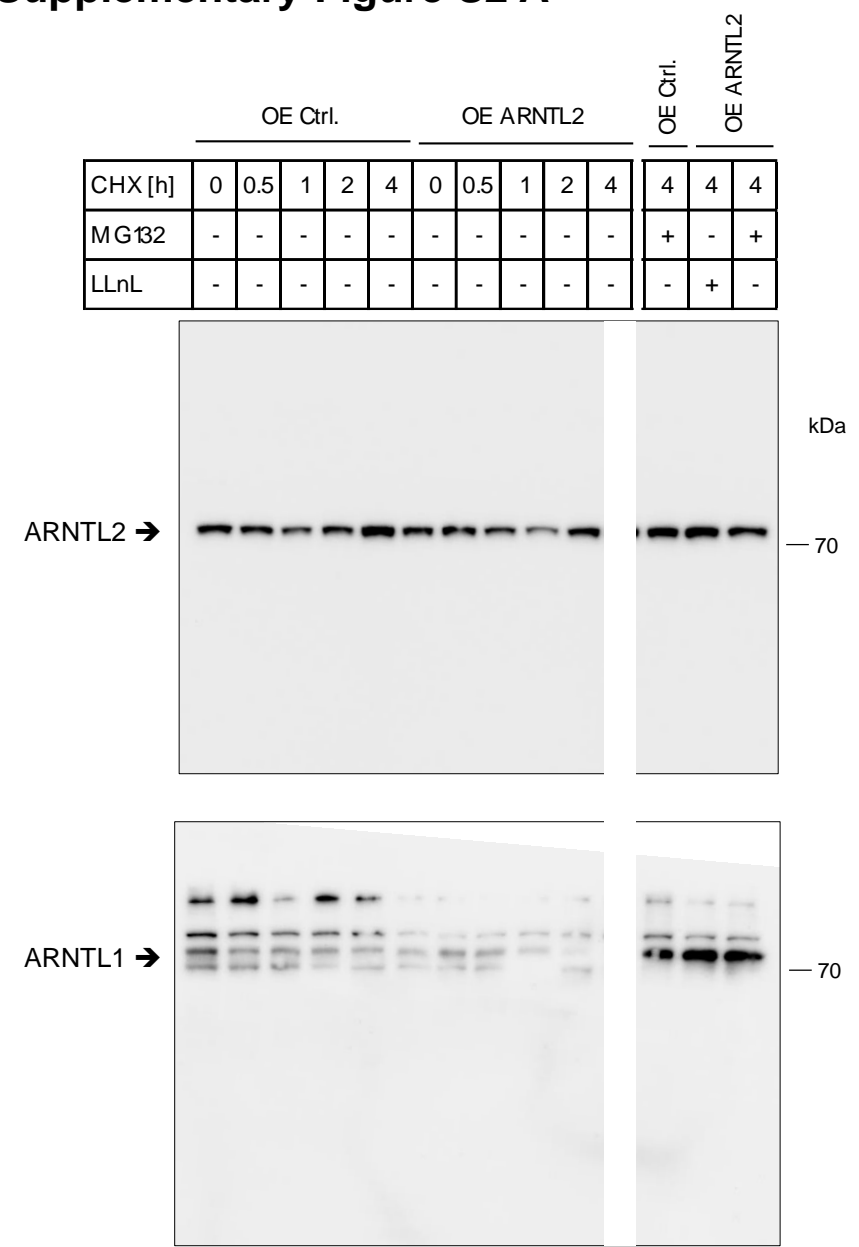 Supplementary Figure S2 A
OE Ctrl.
OE ARNTL2
OE Ctrl.
OE ARNTL2
CHX [h] 0 0.5 1 2 4 0 0.5 1 2 4 4 4 4
MG132 - - - - - - - - - - + - +
LLnL - - - - - - - - - - - + -
kDa
ARNTL2 ➔
— 70
ARNTL1 ➔
— 70